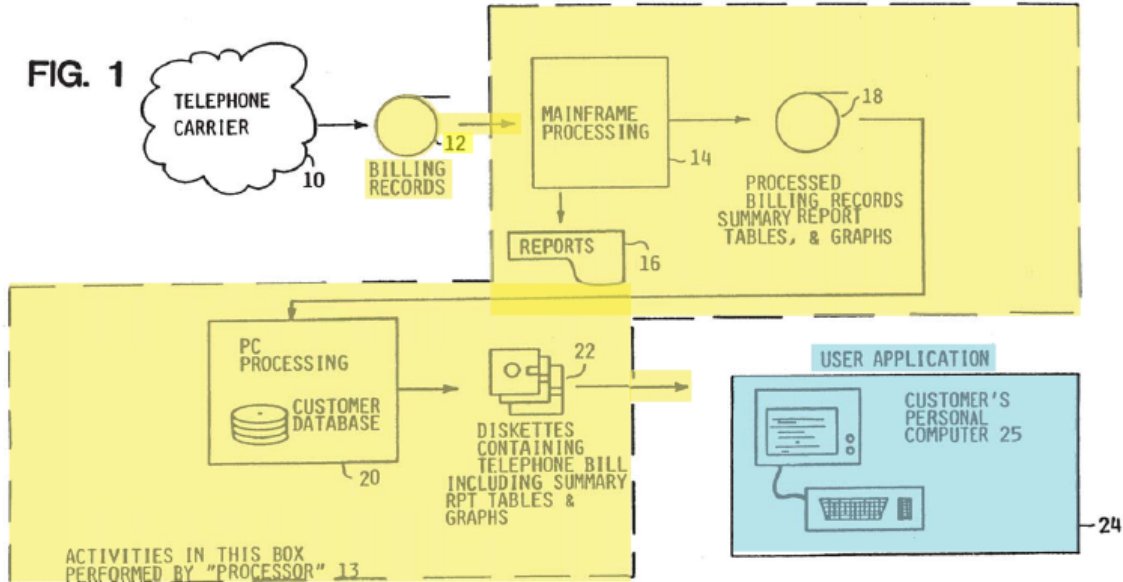 FIG. 1
TELEPHONE
CARRIER
10
12
BILLING
RECORDS
MAINFRAME
PROCESSING
14
18
PROCESSED
BILLING RECORDS
SUMMARY REPORT
TABLES, & GRAPHS
REPORTS
16
PC
PROCESSING
CUSTOMER
DATABASE
20
22
DISKETTES
CONTAINING
TELEPHONE BILL
INCLUDING SUMMARY
RPT TABLES &
GRAPHS
USER APPLICATION
CUSTOMER'S
PERSONAL
COMPUTER 25
24
ACTIVITIES IN THIS BOX
PERFORMED BY "PROCESSOR" 13